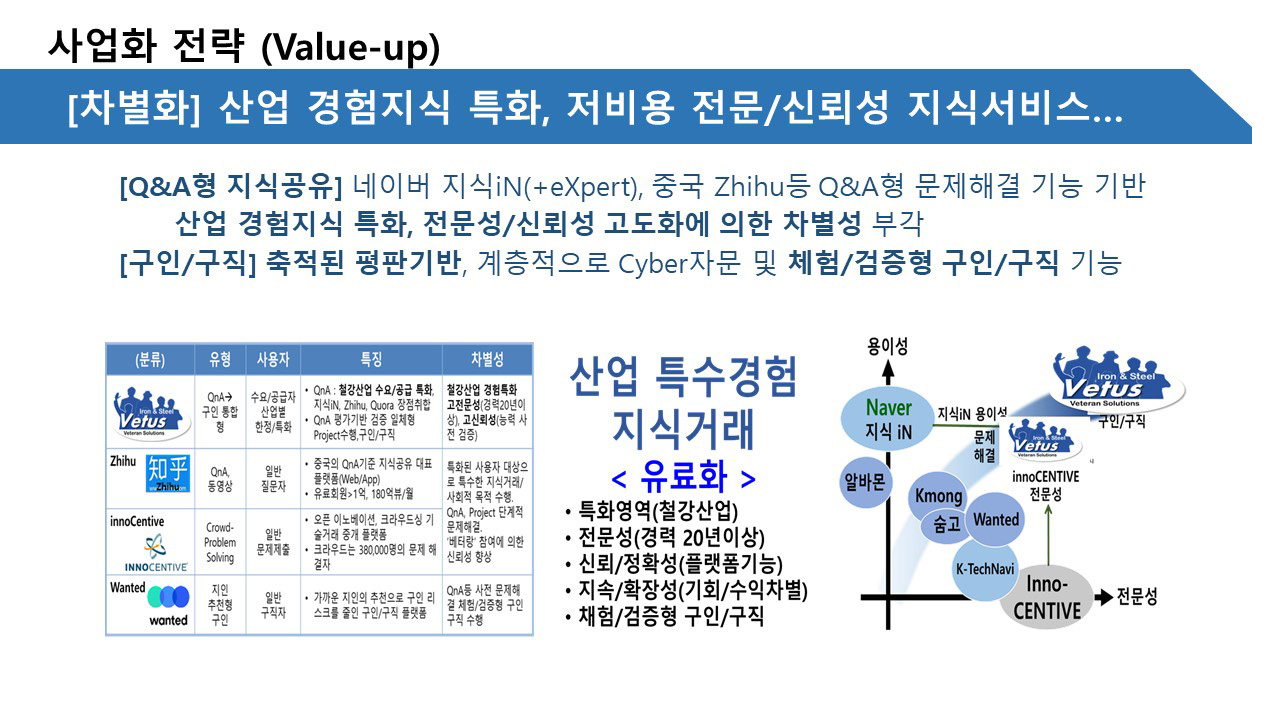 사업화 전략 (Value-up)
[차별화] 산업 경험지식 특화, 저비용 전문/신뢰성 지식서비스...
[Q&A형 지식공유] 네이버 지식iN(+eXpert), 중국 Zhihu등 Q&A형 문제해결 기능 기반
산업 경험지식 특화, 전문성/신뢰성 고도화에 의한 차별성 부각
[구인/구직] 축적된 평판기반, 계층적으로 Cyber자문 및 체험/검증형 구인/구직 기능
(분류) 유형 사용자 특징 차별성
Iron & Steel
Vetus
Veteran Solutions
QnA→
구인 통합
형
수요/공급자
산업별
한정/특화
• QnA : 철강산업 수요/공급 특화,
지식iN, Zhihu, Quora 장점취합
• QnA 평가기반 검증 일체형
Project수행,구인/구직
철강산업 경험특화
고전문성(경력20년이
상), 고신뢰성(능력 사
전 검증)
Zhihu
知乎
Zhihu.com
QnA,
동영상
일반
질문자
• 중국의 QnA기준 지식공유 대표
플랫폼(Web/App)
• 유료회원>1억, 180억뷰/월
특화된 사용자 대상으
로 특수한 지식거래/
사회적 목적 수행.
QnA, Project 단계적
문제해결.
'베타랑' 참여에 의한
신뢰성 향상
innoCentive
INNOCENTIVE
Crowd-
Problem
Solving
일반
문제제출
• 오픈 이노베이션, 크라우드싱 기
술거래 중개 플랫폼
• 크라우드는 380,000명의 문제 해
결자
Wanted
wanted
지인
추천형
구인
일반
구직자
• 가까운 지인의 추천으로 구인 리
스크를 줄인 구인/구직 플랫폼
QnA등 사전 문제해
결 체험/검증형 구인
구직 수행
산업 특수경험
지식거래
< 유료화 >
• 특화영역(철강산업)
• 전문성(경력 20년이상)
• 신뢰/정확성(플랫폼기능)
• 지속/확장성(기회/수익차별)
• 채험/검증형 구인/구직
용이성
Iron & Steel
Vetus
Veteran Solutions
구인/구직
Naver
지식 iN
지식iN 용이성
문제
해결
Iron & Steel
Vetus
Veteran Solutions
innoCENTIVE
전문성
알바몬
Kmong
숨고
Wanted
K-TechNavi
Inno-
CENTIVE
전문성